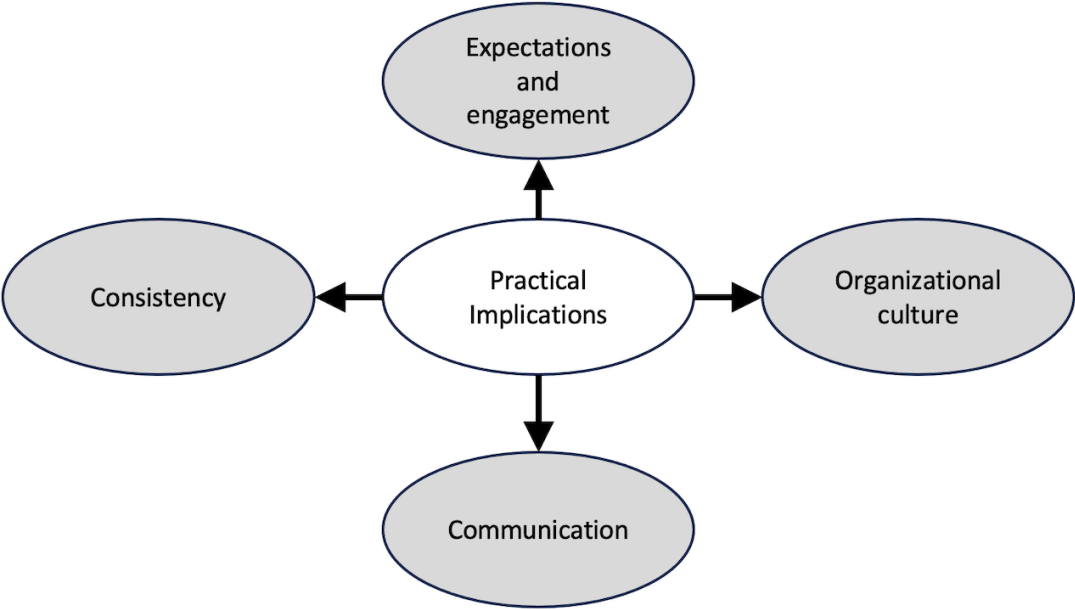 Expectations
and
engagement
Consistency
Practical
Implications
Organizational
culture
Communication